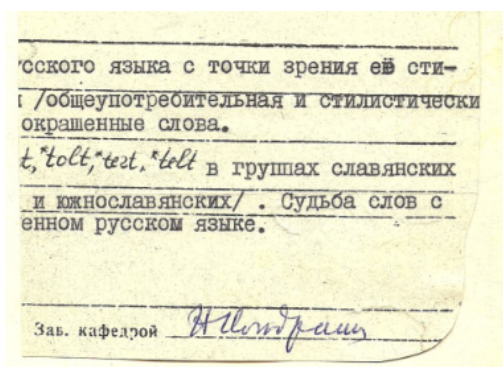 усского языка с точки зрения её сти-
/общеупотребительная и стилистически
окрашенные слова.
t, *tolt, *tert, *telt в группах славянских
и южнославянских/ . Судьба слов с
енном русском языке.
Зав. кафедрой